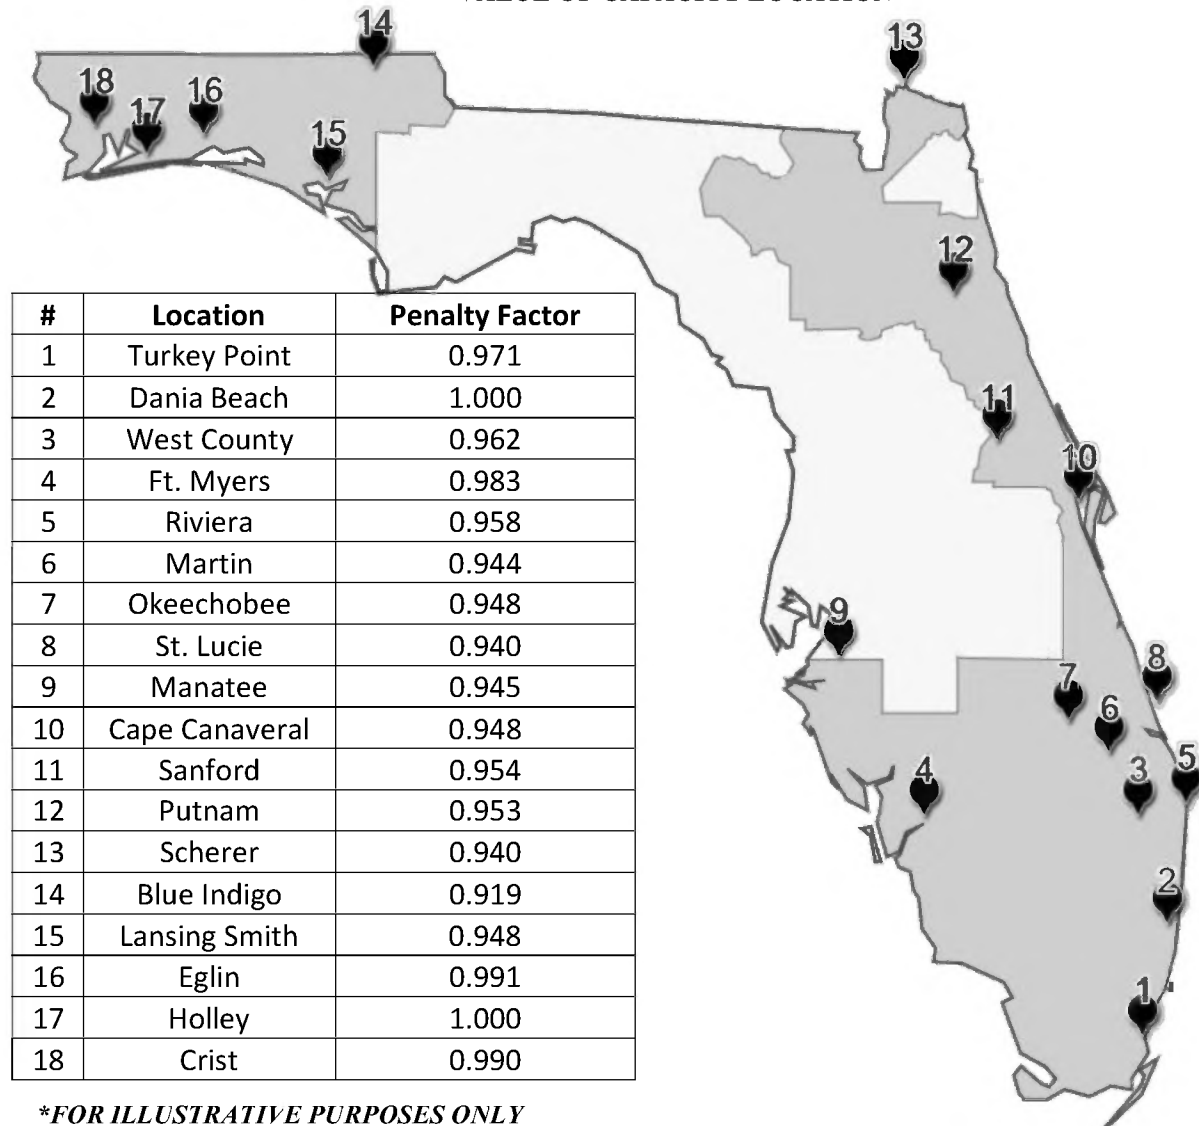 14
13
18
17
16
15
12
11
10
9
8
7
6
5
4
3
2
1
# Location Penalty Factor
1 Turkey Point 0.971
2 Dania Beach 1.000
3 West County 0.962
4 Ft. Myers 0.983
5 Riviera 0.958
6 Martin 0.944
7 Okeechobee 0.948
8 St. Lucie 0.940
9 Manatee 0.945
10 Cape Canaveral 0.948
11 Sanford 0.954
12 Putnam 0.953
13 Scherer 0.940
14 Blue Indigo 0.919
15 Lansing Smith 0.948
16 Eglin 0.991
17 Holley 1.000
18 Crist 0.990
*FOR ILLUSTRATIVE PURPOSES ONLY